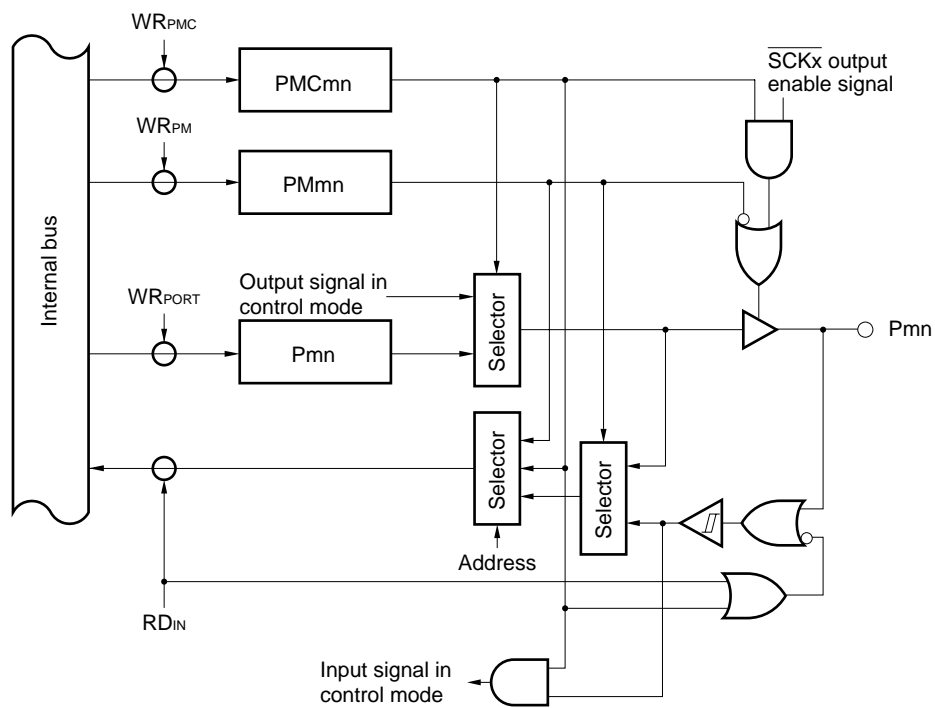 WRPMC
PMCmn
SCKx output
enable signal
WRPM
PMmn
Internal bus
Output signal in
control mode
WRPORT
Pmn
Selector
Pmn
Selector
Selector
Address
RDIN
Input signal in
control mode